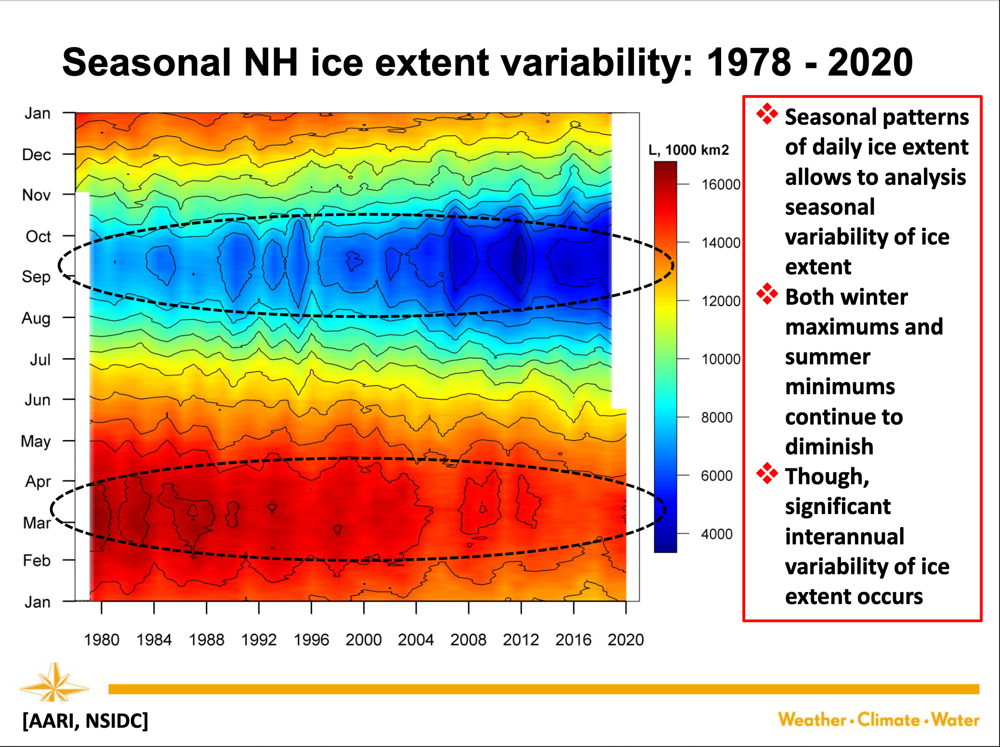 Seasonal NH ice extent variability: 1978 - 2020
Jan
Dec
Nov
Oct
Sep
Aug
Jul
Jun
May
Apr
Mar
Feb
Jan
1980 1984 1988 1992 1996 2000 2004 2008 2012 2016 2020
L, 1000 km2
16000
14000
12000
10000
8000
6000
4000
❖ Seasonal patterns
of daily ice extent
allows to analysis
seasonal
variability of ice
extent
❖ Both winter
maximums and
summer
minimums
continue to
diminish
❖ Though,
significant
interannual
variability of ice
extent occurs
[AARI, NSIDC]
Weather • Climate • Water